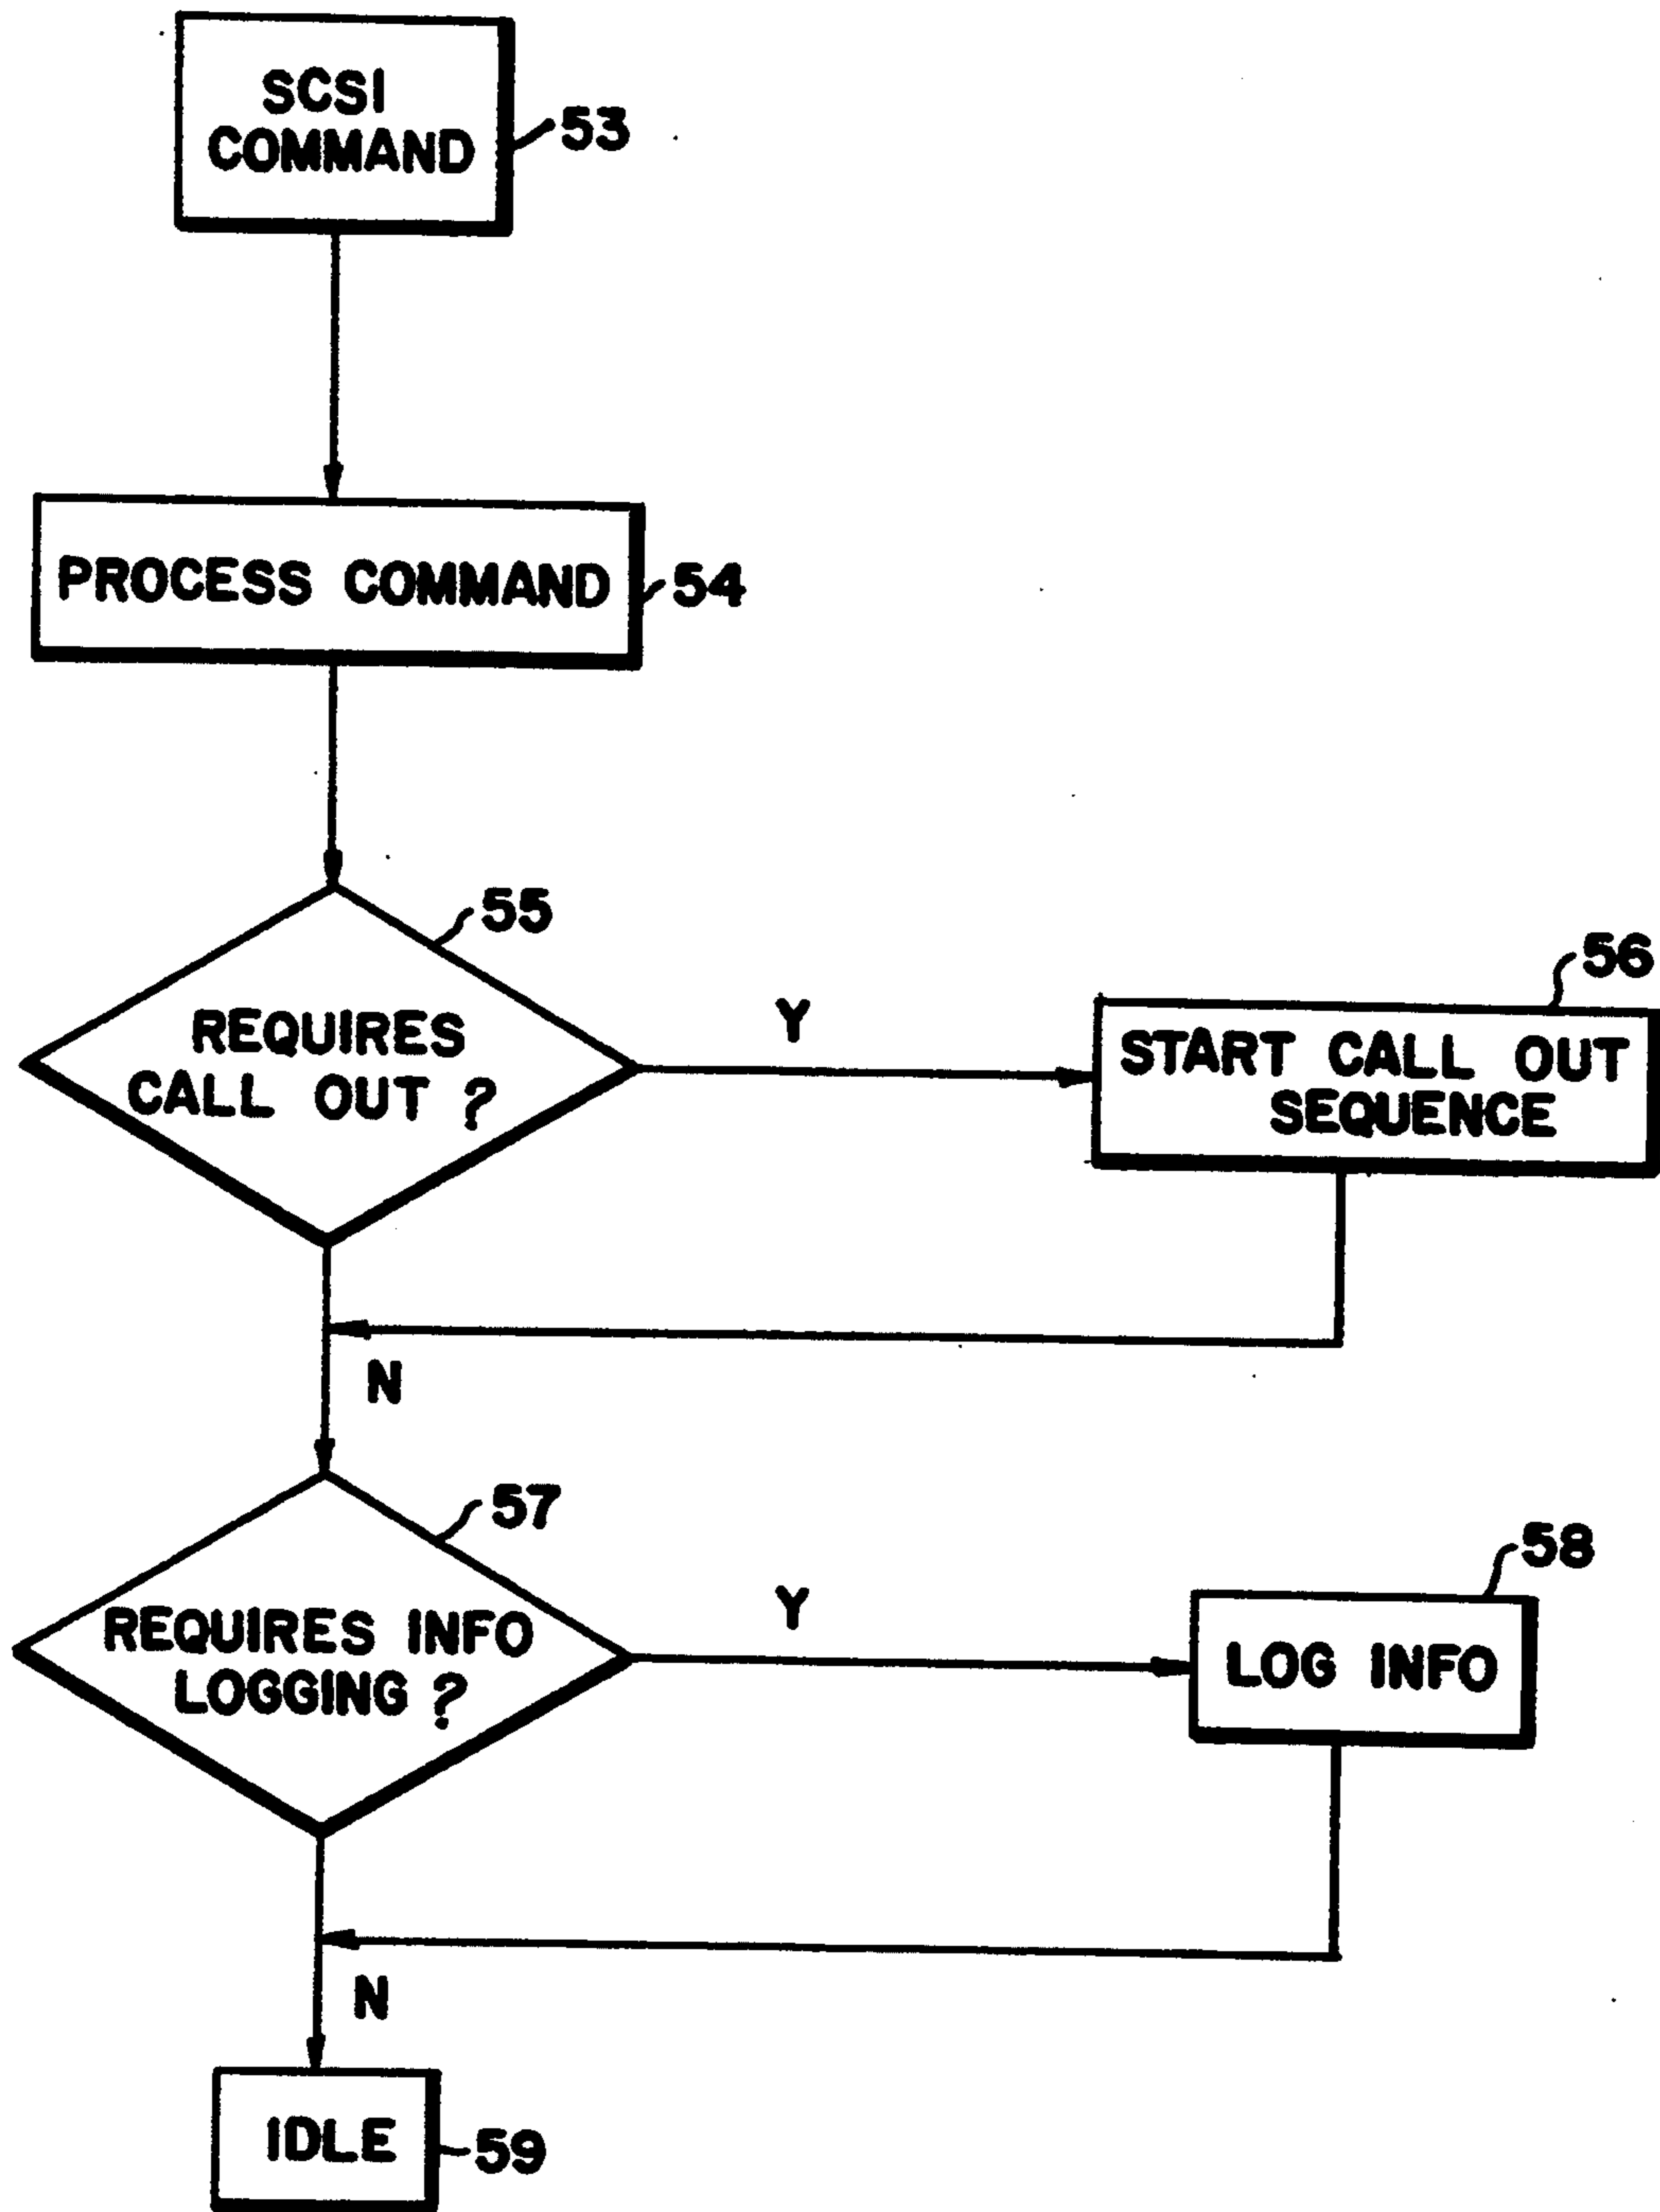 SCSI
COMMAND
53
PROCESS COMMAND
54
55
REQUIRES
CALL OUT ?
Y
56
START CALL OUT
SEQUENCE
N
57
REQUIRES INFO
LOGGING ?
Y
58
LOG INFO
N
IDLE
59